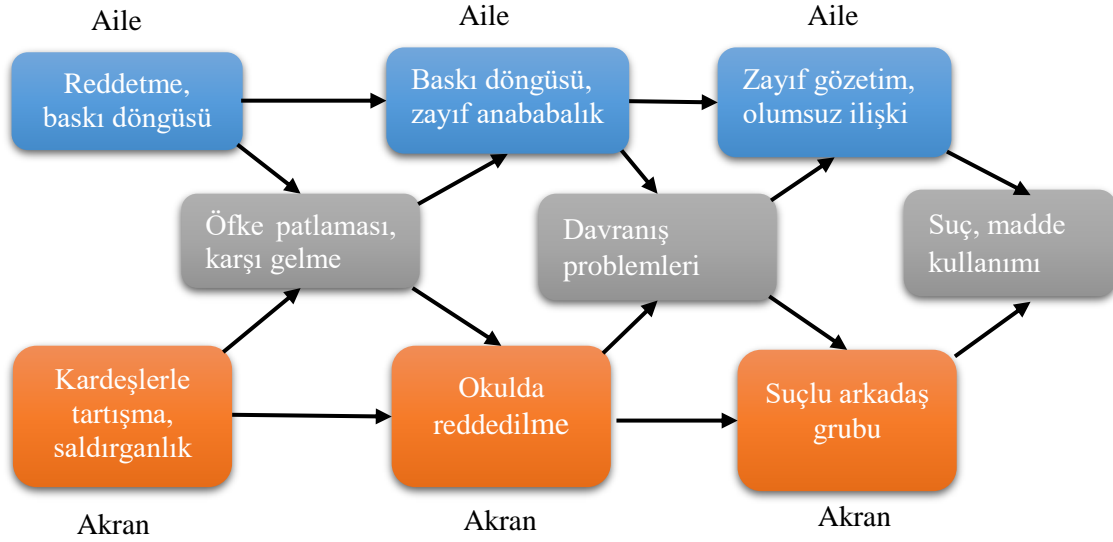 Aile
Aile
Aile
Reddetme,
baskı döngüsü
Baskı döngüsü,
zayıf anababalık
Zayıf gözetim,
olumsuz ilişki
Öfke patlaması,
karşı gelme
Davranış
problemleri
Suç, madde
kullanımı
Kardeşlerle
tartışma,
saldırganlık
Okulda
reddedilme
Suçlu arkadaş
grubu
Akran
Akran
Akran